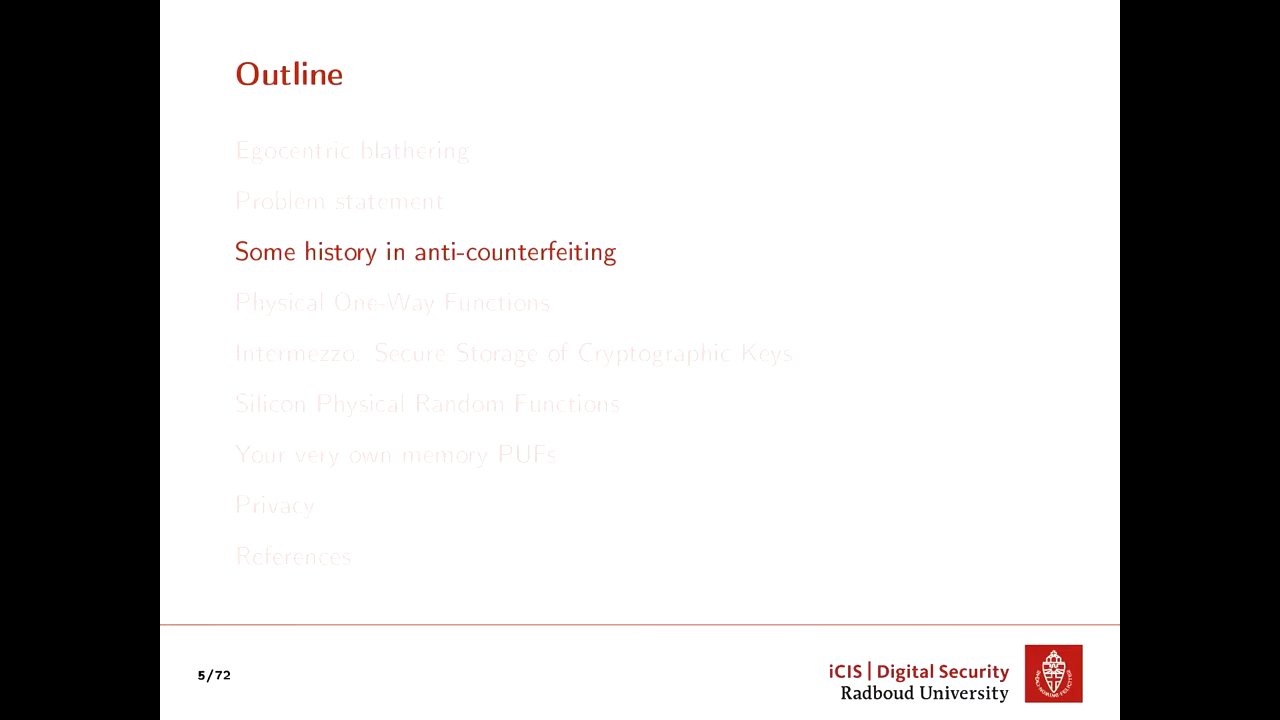 Outline
Egocentric blathering
Problem statement
Some history in anti-counterfeiting
Physical One-Way Functions
Intermezzo: Secure Storage of Cryptographic Keys
Silicon Physical Random Functions
Your very own memory PUFs
Privacy
References
5/72
iCIS | Digital Security
Radboud University